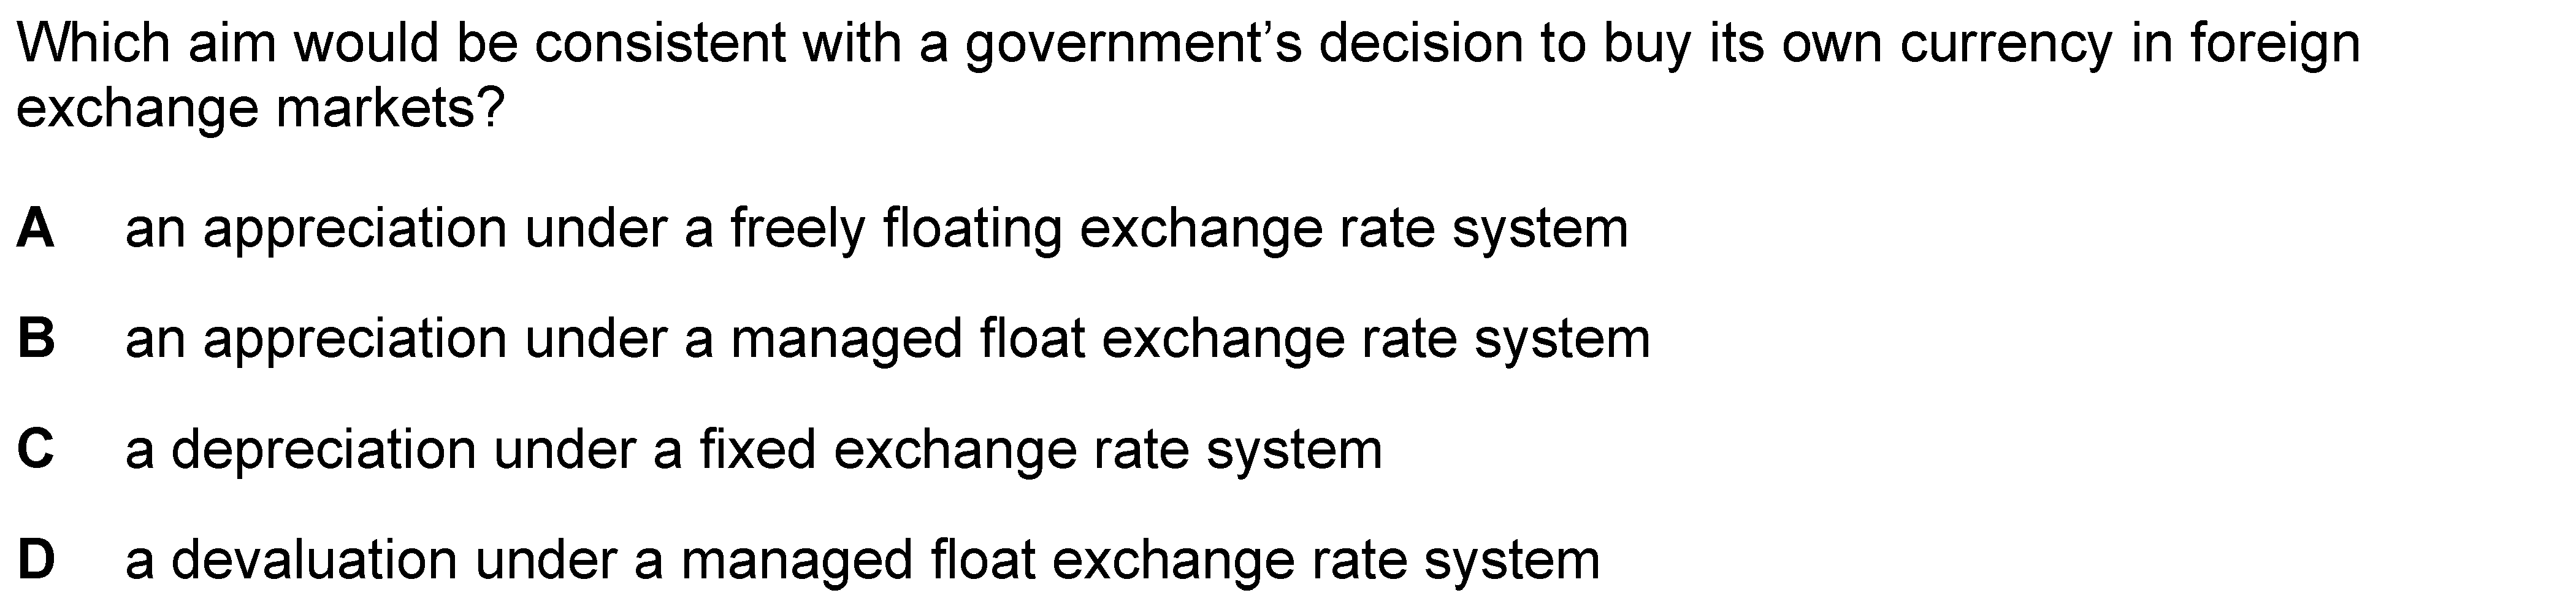 Which aim would be consistent with a government’s decision to buy its own currency in foreign
exchange markets?
A an appreciation under a freely floating exchange rate system
B an appreciation under a managed float exchange rate system
C a depreciation under a fixed exchange rate system
D a devaluation under a managed float exchange rate system